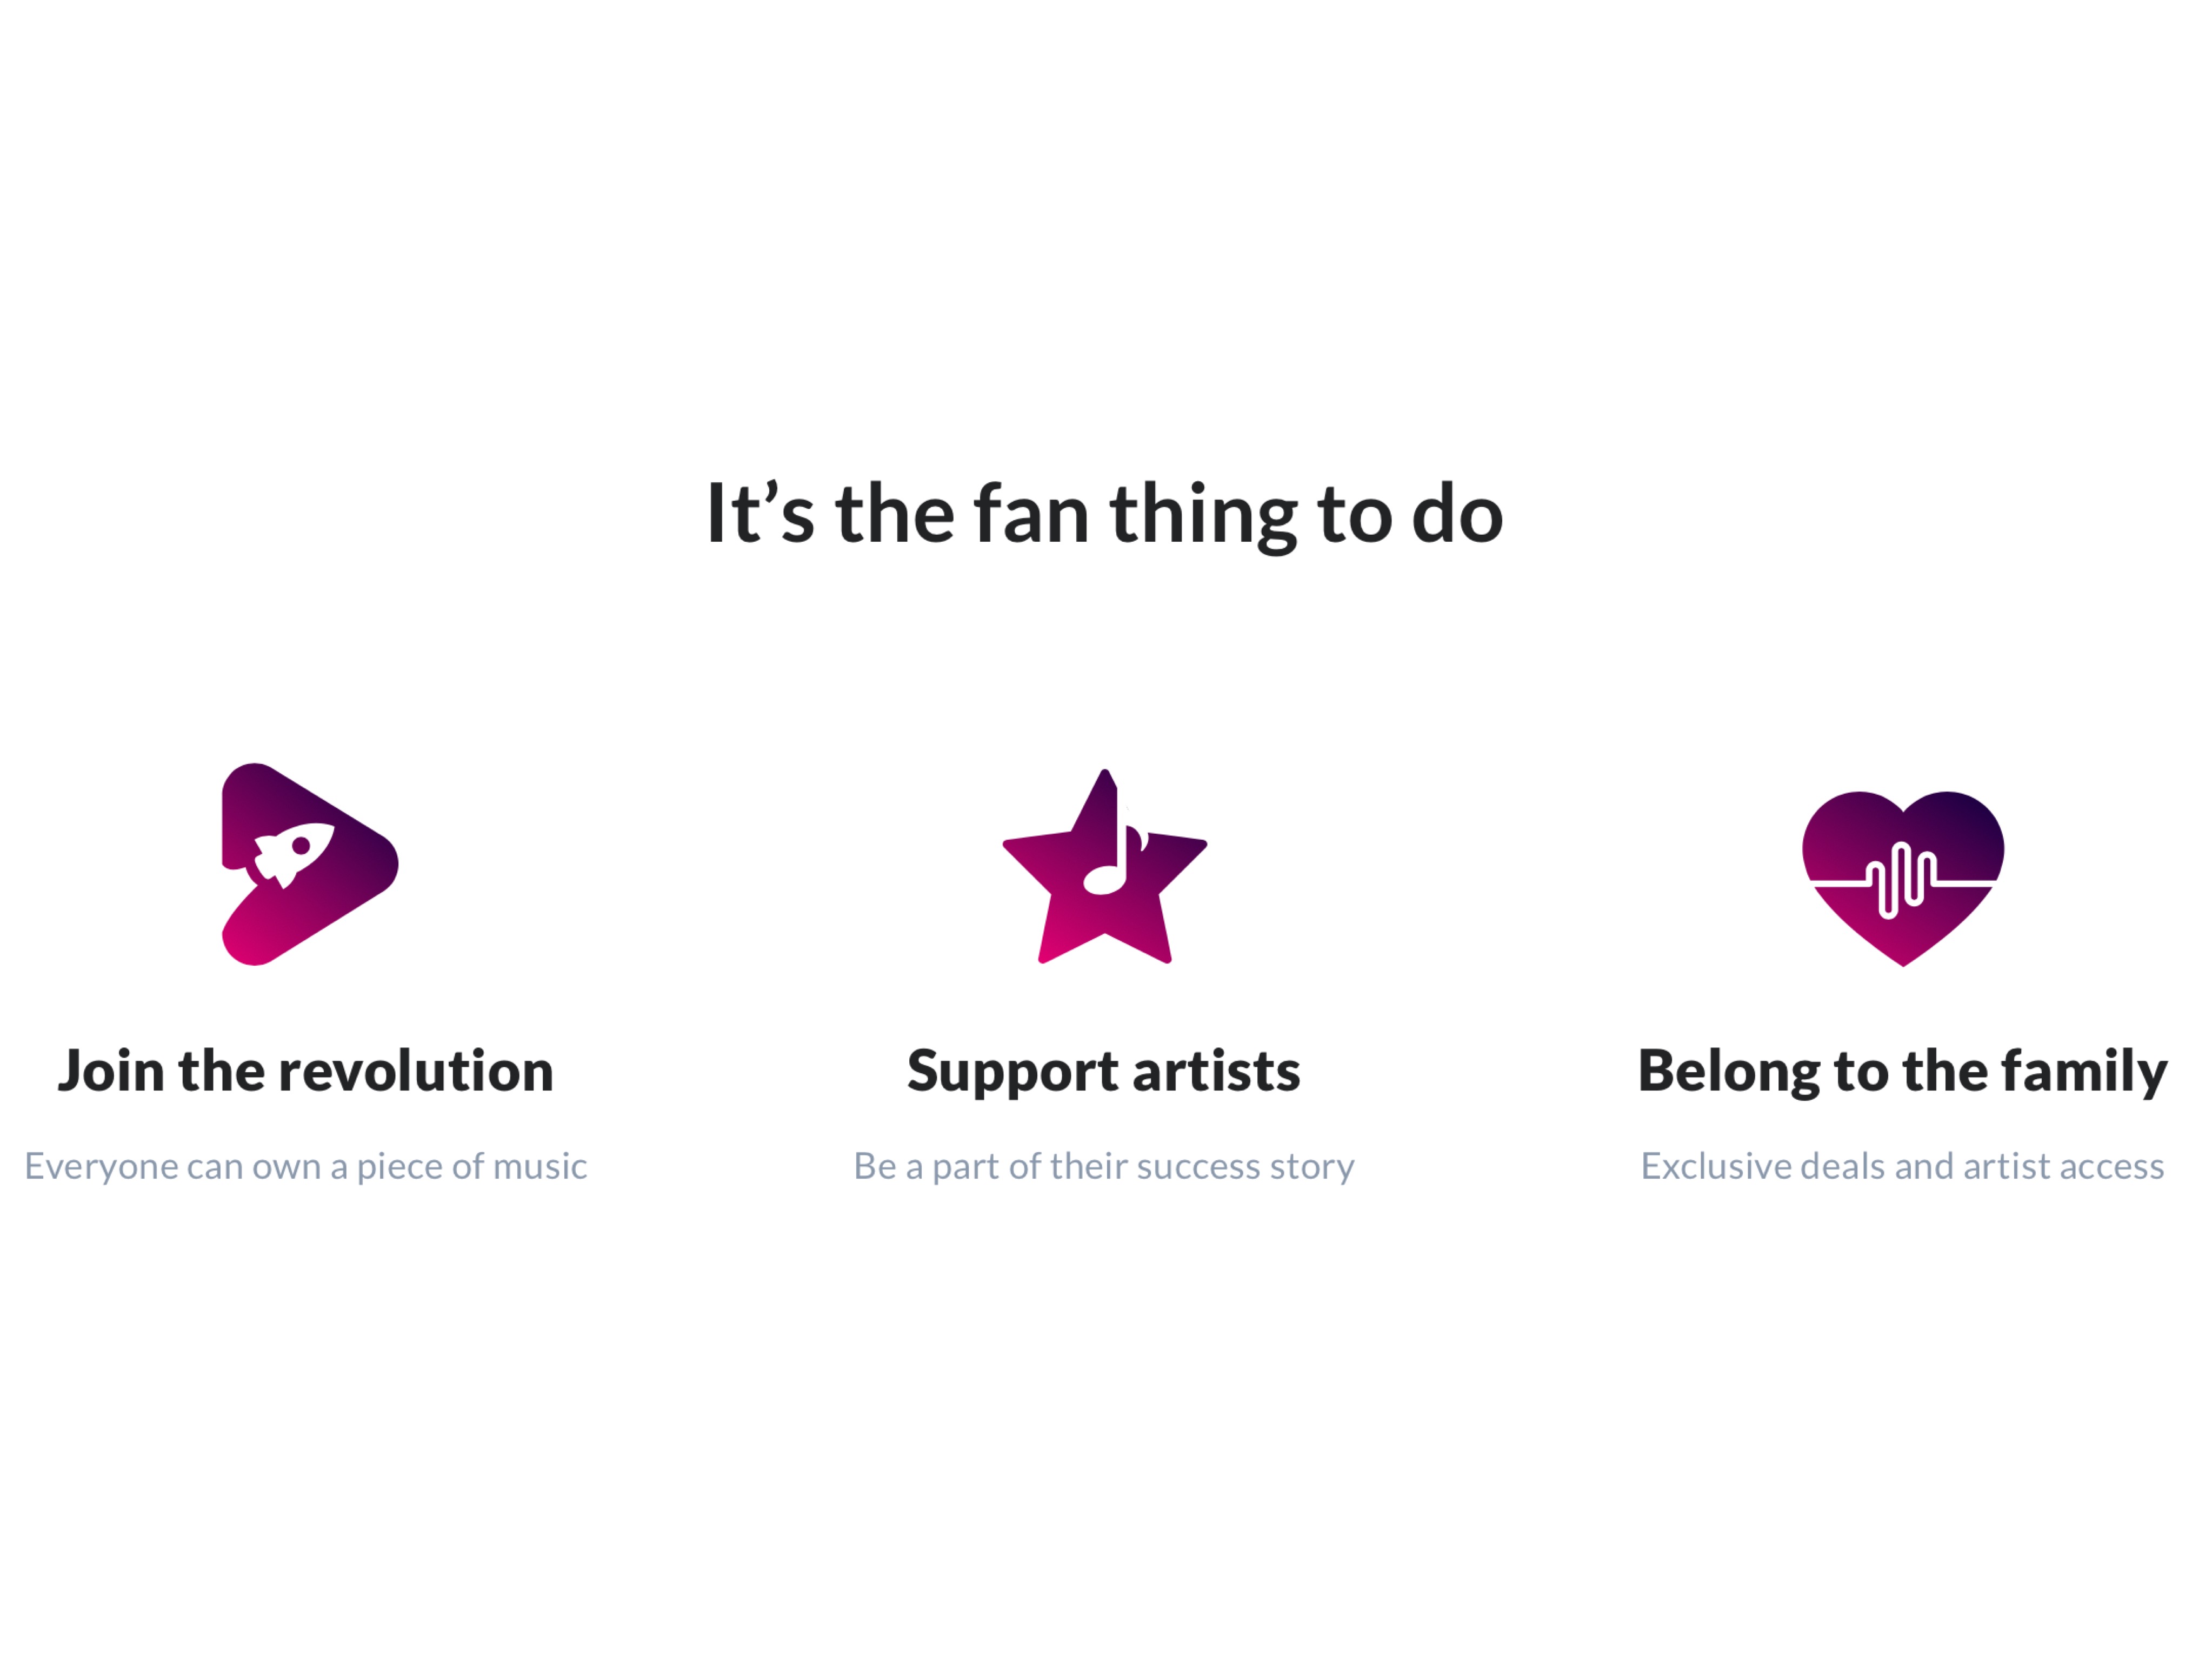 It’s the fan thing to do
Join the revolution
Everyone can own a piece of music
Support artists
Be a part of their success story
Belong to the family
Exclusive deals and artist access